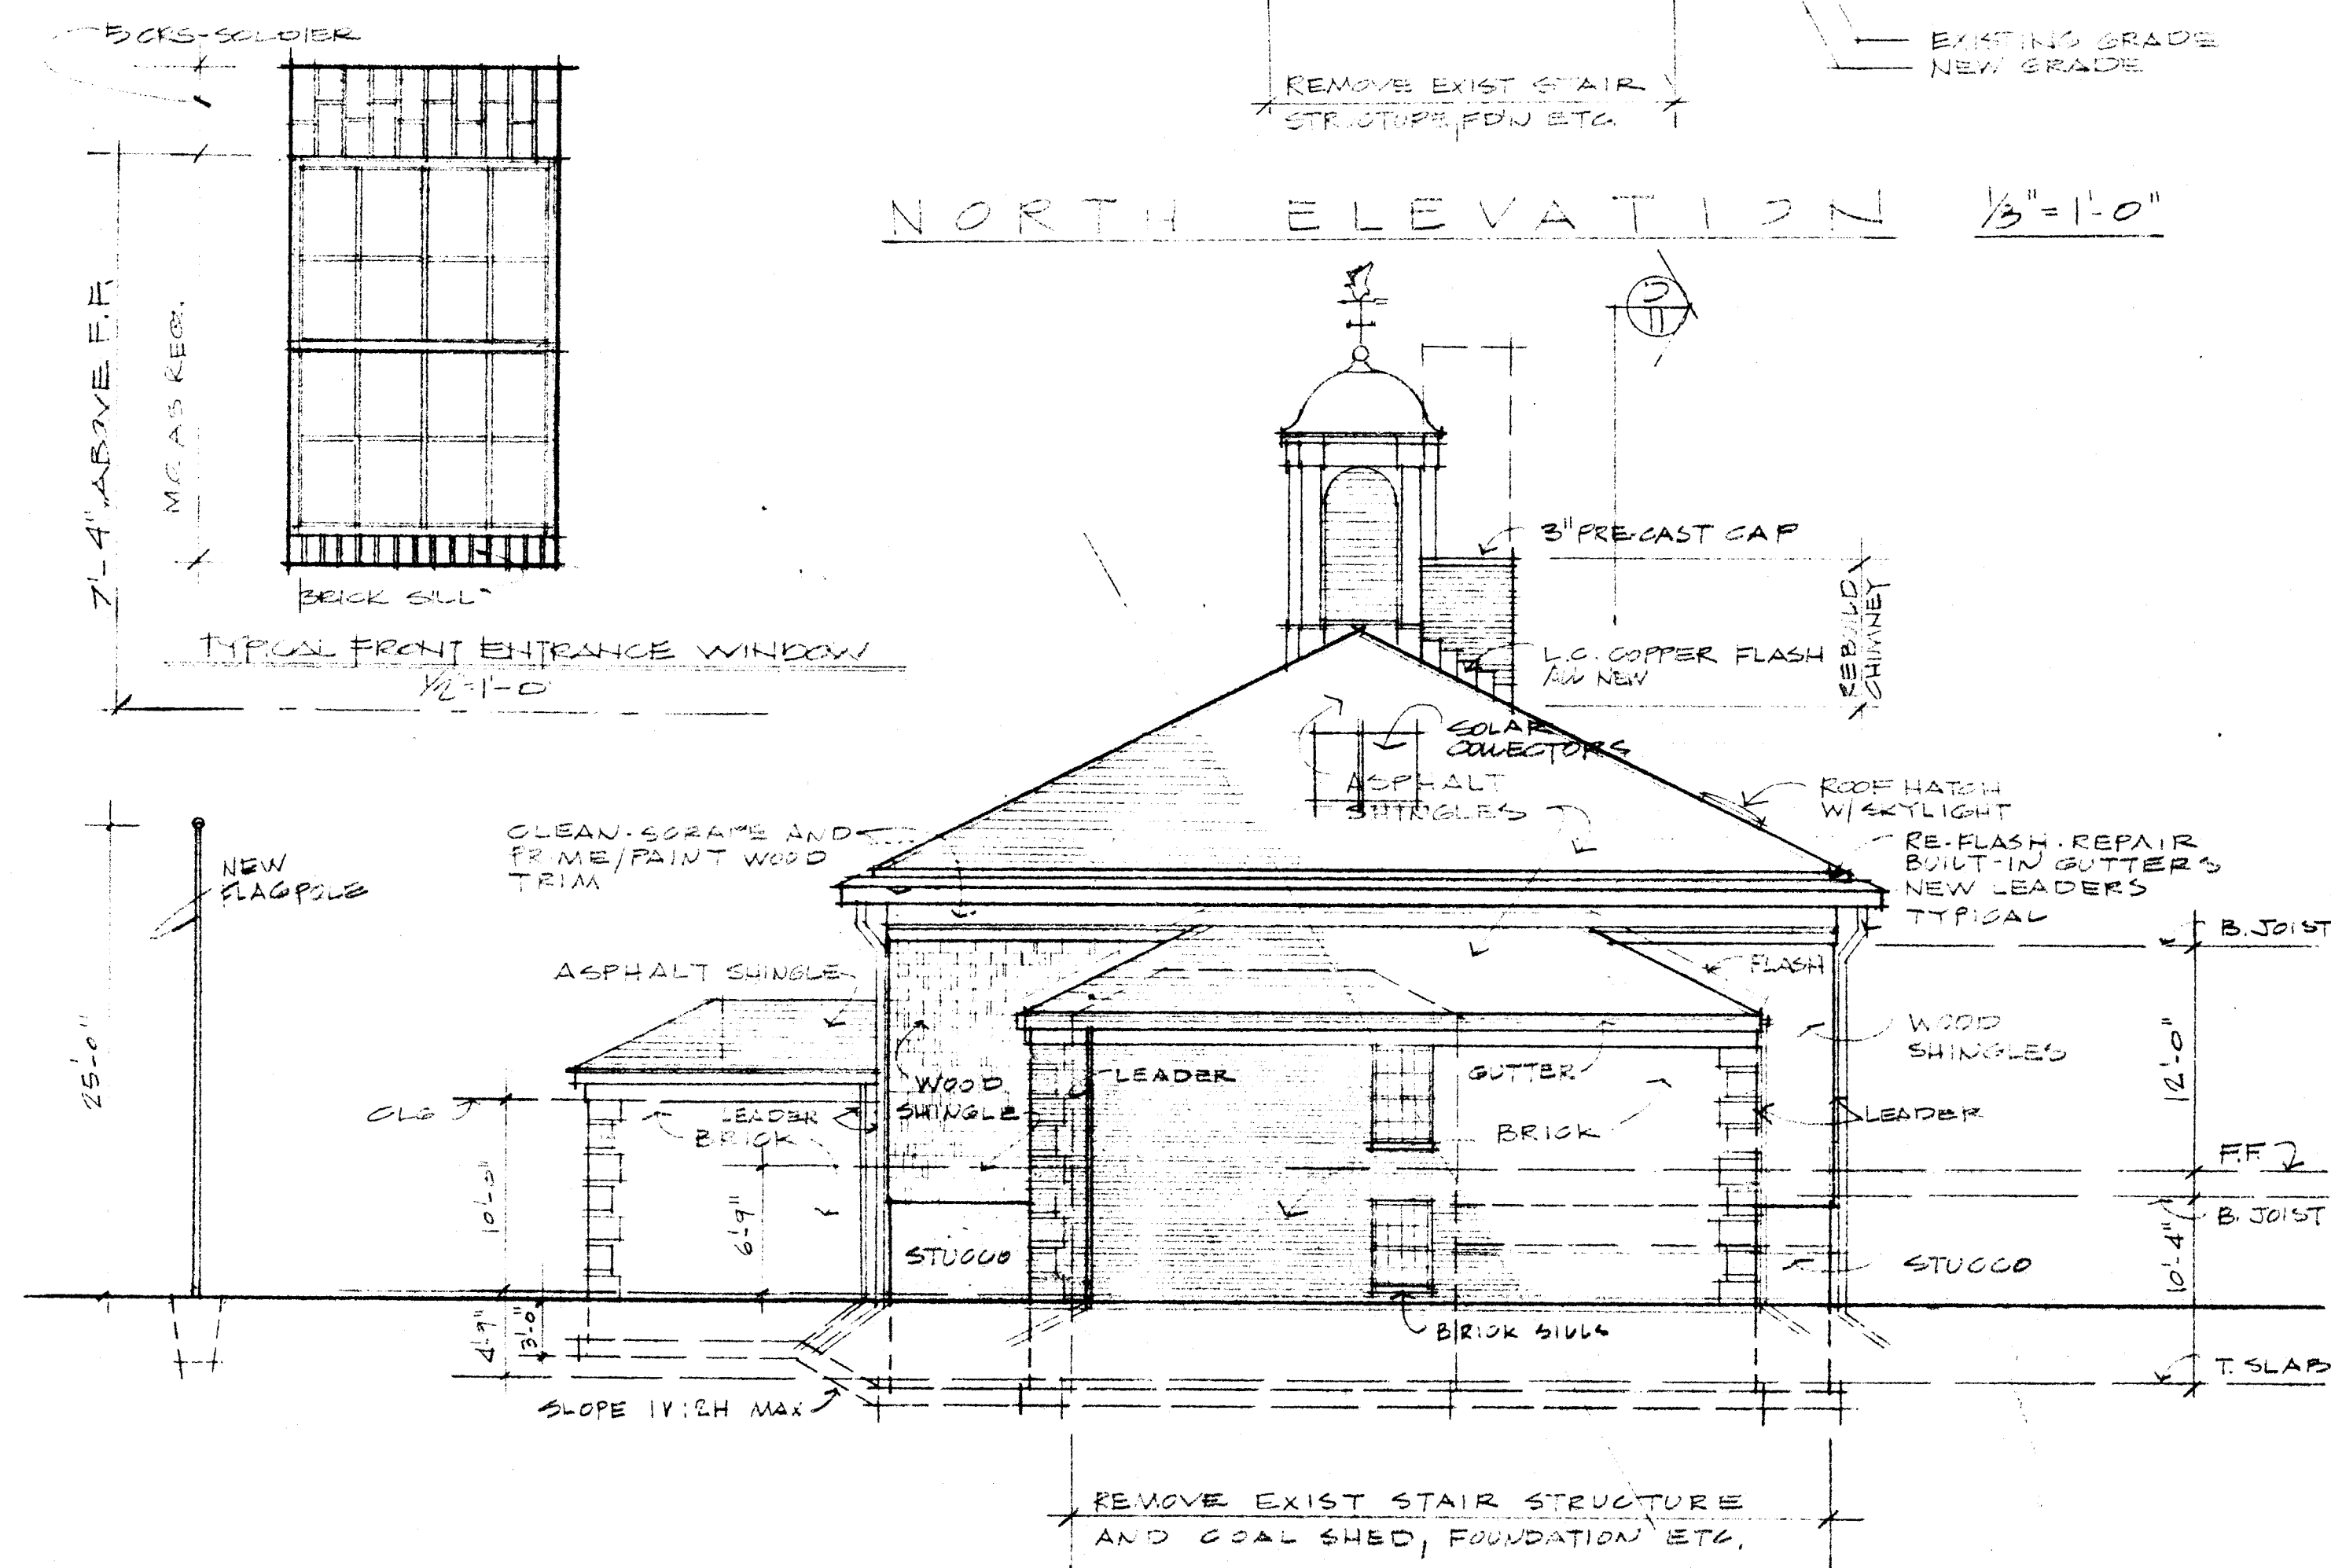 5 CRS-SOLDIER
EXISTING GRADE
NEW GRADE
REMOVE EXIST STAIR
STRUCTURE, FD'N ETC.
NORTH ELEVATION 1/8"=1'-0"
7'-4" ABOVE F.F.
AS REQ.
BRICK SILL
TYPICAL FRONT ENTRANCE WINDOW
1/2"=1'-0"
3" PRE-CAST CAP
REBUILD
CHIMNEY
L.C. COPPER FLASH
ALL NEW
SOLAR
COLLECTORS
ASPHALT
SHINGLES
ROOF HATCH
W/SKYLIGHT
CLEAN-SCRAPE AND
PRIME/PAINT WOOD
TRIM
RE-FLASH-REPAIR
BUILT-IN GUTTERS
NEW LEADERS
TYPICAL
NEW
FLAGPOLE
25'-0"
B. JOIST
ASPHALT SHINGLE
FLASH
WOOD
SHINGLES
12'-0"
WOOD
SHINGLE
LEADER
GUTTER
CLG
LEADER
BRICK
BRICK
LEADER
F.F.
10'-0"
6'-9"
B. JOIST
STUCCO
STUCCO
10'-4"
4'-9"
3'-0"
BRICK SILLS
T. SLAB
SLOPE 1V:2H MAX
REMOVE EXIST STAIR STRUCTURE
AND COAL SHED, FOUNDATION ETC.